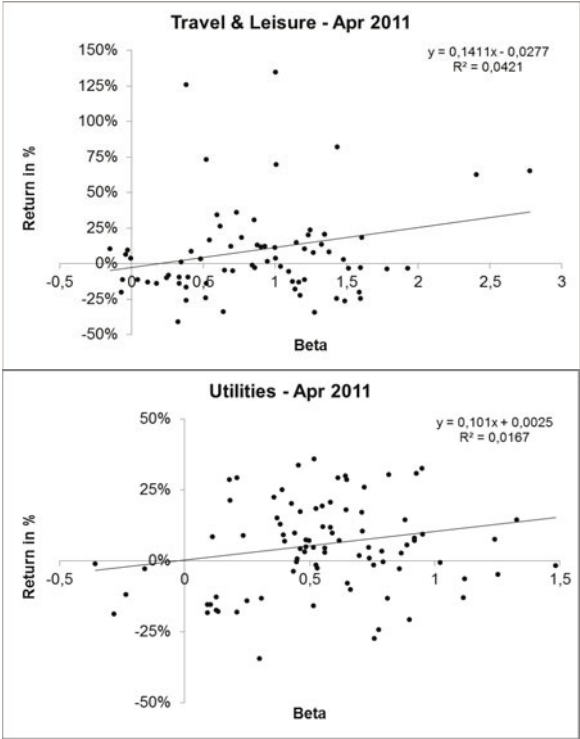 Travel & Leisure - Apr 2011
y = 0,1411x - 0,0277
R² = 0,0421
150%
125%
100%
75%
50%
25%
0%
-25%
-50%
-0,5
0
0,5
1
1,5
2
2,5
3
Return in %
Beta
Utilities - Apr 2011
y = 0,101x + 0,0025
R² = 0,0167
50%
25%
0%
-25%
-50%
-0,5
0
0,5
1
1,5
Return in %
Beta